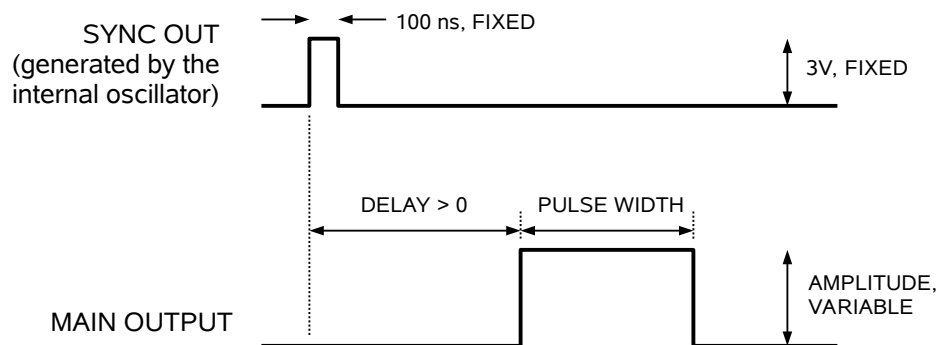 100 ns, FIXED
SYNC OUT
(generated by the
internal oscillator)
3V, FIXED
DELAY > 0
PULSE WIDTH
AMPLITUDE,
VARIABLE
MAIN OUTPUT